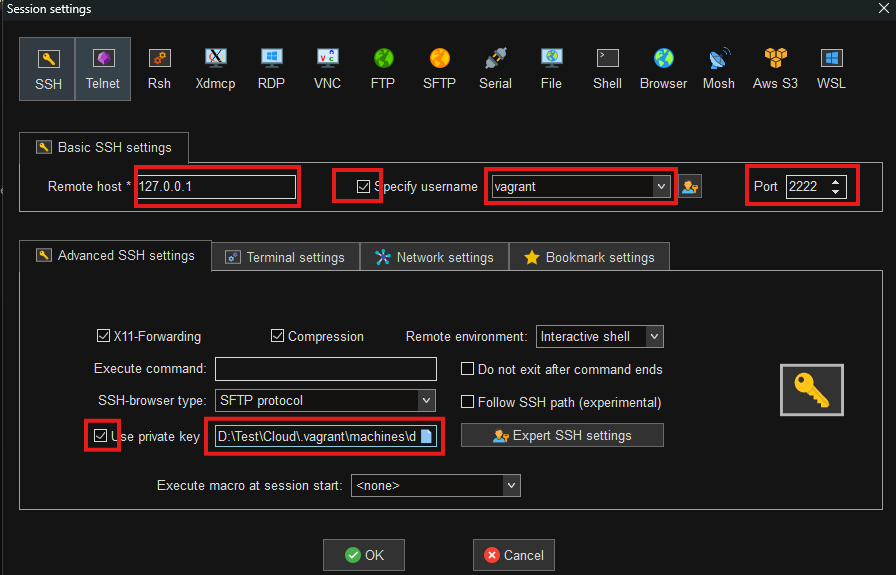 Session settings
SSH Telnet Rsh Xdmcp RDP VNC FTP SFTP Serial File Shell Browser Mosh Aws S3 WSL
Basic SSH settings
Remote host * 127.0.0.1 Specify username vagrant Port 2222
Advanced SSH settings Terminal settings Network settings Bookmark settings
X11-Forwarding Compression Remote environment: Interactive shell
Execute command: Do not exit after command ends
SSH-browser type: SFTP protocol Follow SSH path (experimental)
Use private key D:\Test\Cloud\.vagrant\machines\d Expert SSH settings
Execute macro at session start: <none>
OK Cancel